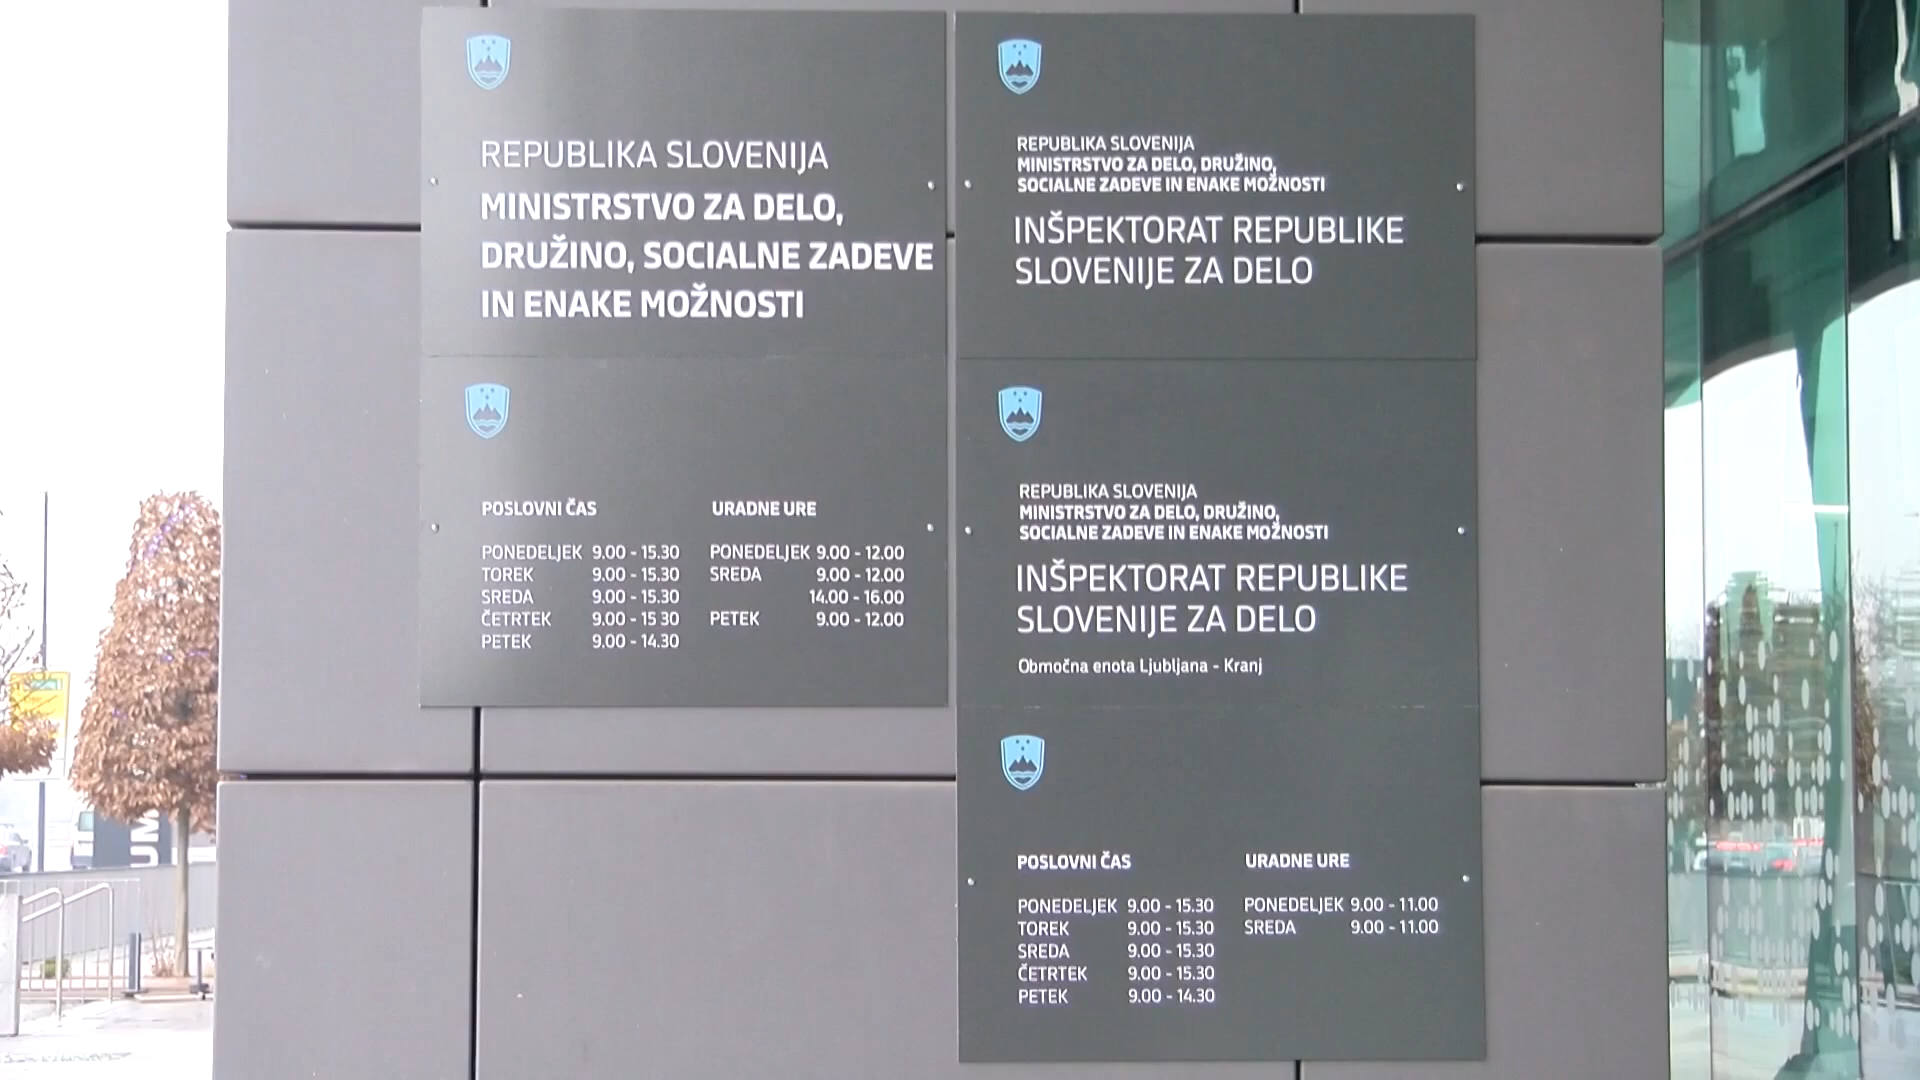 REPUBLIKA SLOVENIJA
MINISTRSTVO ZA DELO,
DRUŽINO, SOCIALNE ZADEVE
IN ENAKE MOŽNOSTI
POSLOVNI ČAS URADNE URE
PONEDELJEK 9.00 - 15.30 PONEDELJEK 9.00 - 12.00
TOREK 9.00 - 15.30 SREDA 9.00 - 12.00
SREDA 9.00 - 15.30 14.00 - 16.00
ČETRTEK 9.00 - 15 30 PETEK 9.00 - 12.00
PETEK 9.00 - 14.30
REPUBLIKA SLOVENIJA
MINISTRSTVO ZA DELO, DRUŽINO,
SOCIALNE ZADEVE IN ENAKE MOŽNOSTI
INŠPEKTORAT REPUBLIKE
SLOVENIJE ZA DELO
REPUBLIKA SLOVENIJA
MINISTRSTVO ZA DELO, DRUŽINO,
SOCIALNE ZADEVE IN ENAKE MOŽNOSTI
INŠPEKTORAT REPUBLIKE
SLOVENIJE ZA DELO
Območna enota Ljubljana - Kranj
POSLOVNI ČAS URADNE URE
PONEDELJEK 9.00 - 15.30 PONEDELJEK 9.00 - 11.00
TOREK 9.00 - 15.30 SREDA 9.00 - 11.00
SREDA 9.00 - 15.30
ČETRTEK 9.00 - 15.30
PETEK 9.00 - 14.30